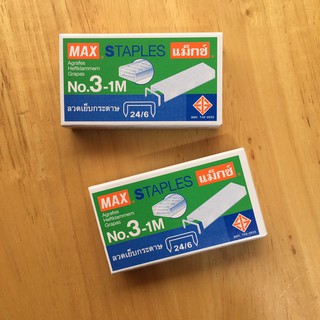 MAX STAPLES แม็กซ์
Agrafes
Heftklammern
Grapas
No.3-1M
ลวดเย็บกระดาษ 24/6
MAX STAPLES แม็กซ์
Agrafes
Heftklammern
Grapas
No.3-1M
ลวดเย็บกระดาษ 24/6